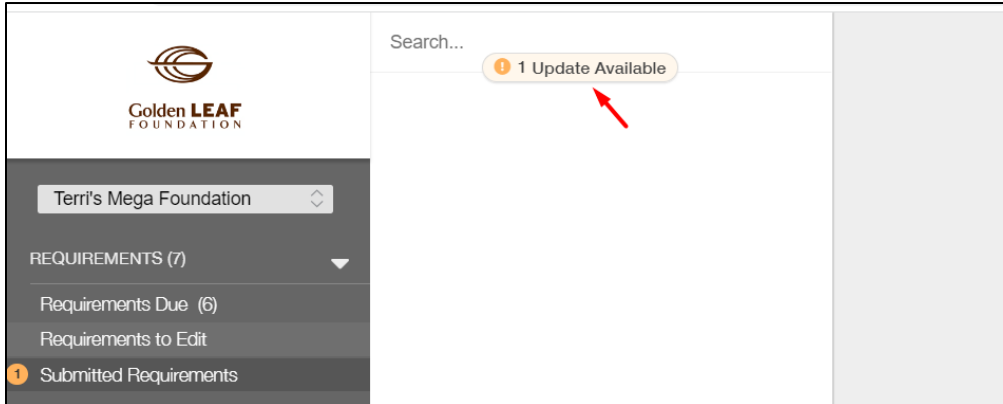 Golden LEAF
FOUNDATION
Terri's Mega Foundation
REQUIREMENTS (7)
Requirements Due (6)
Requirements to Edit
1 Submitted Requirements
Search...
! 1 Update Available